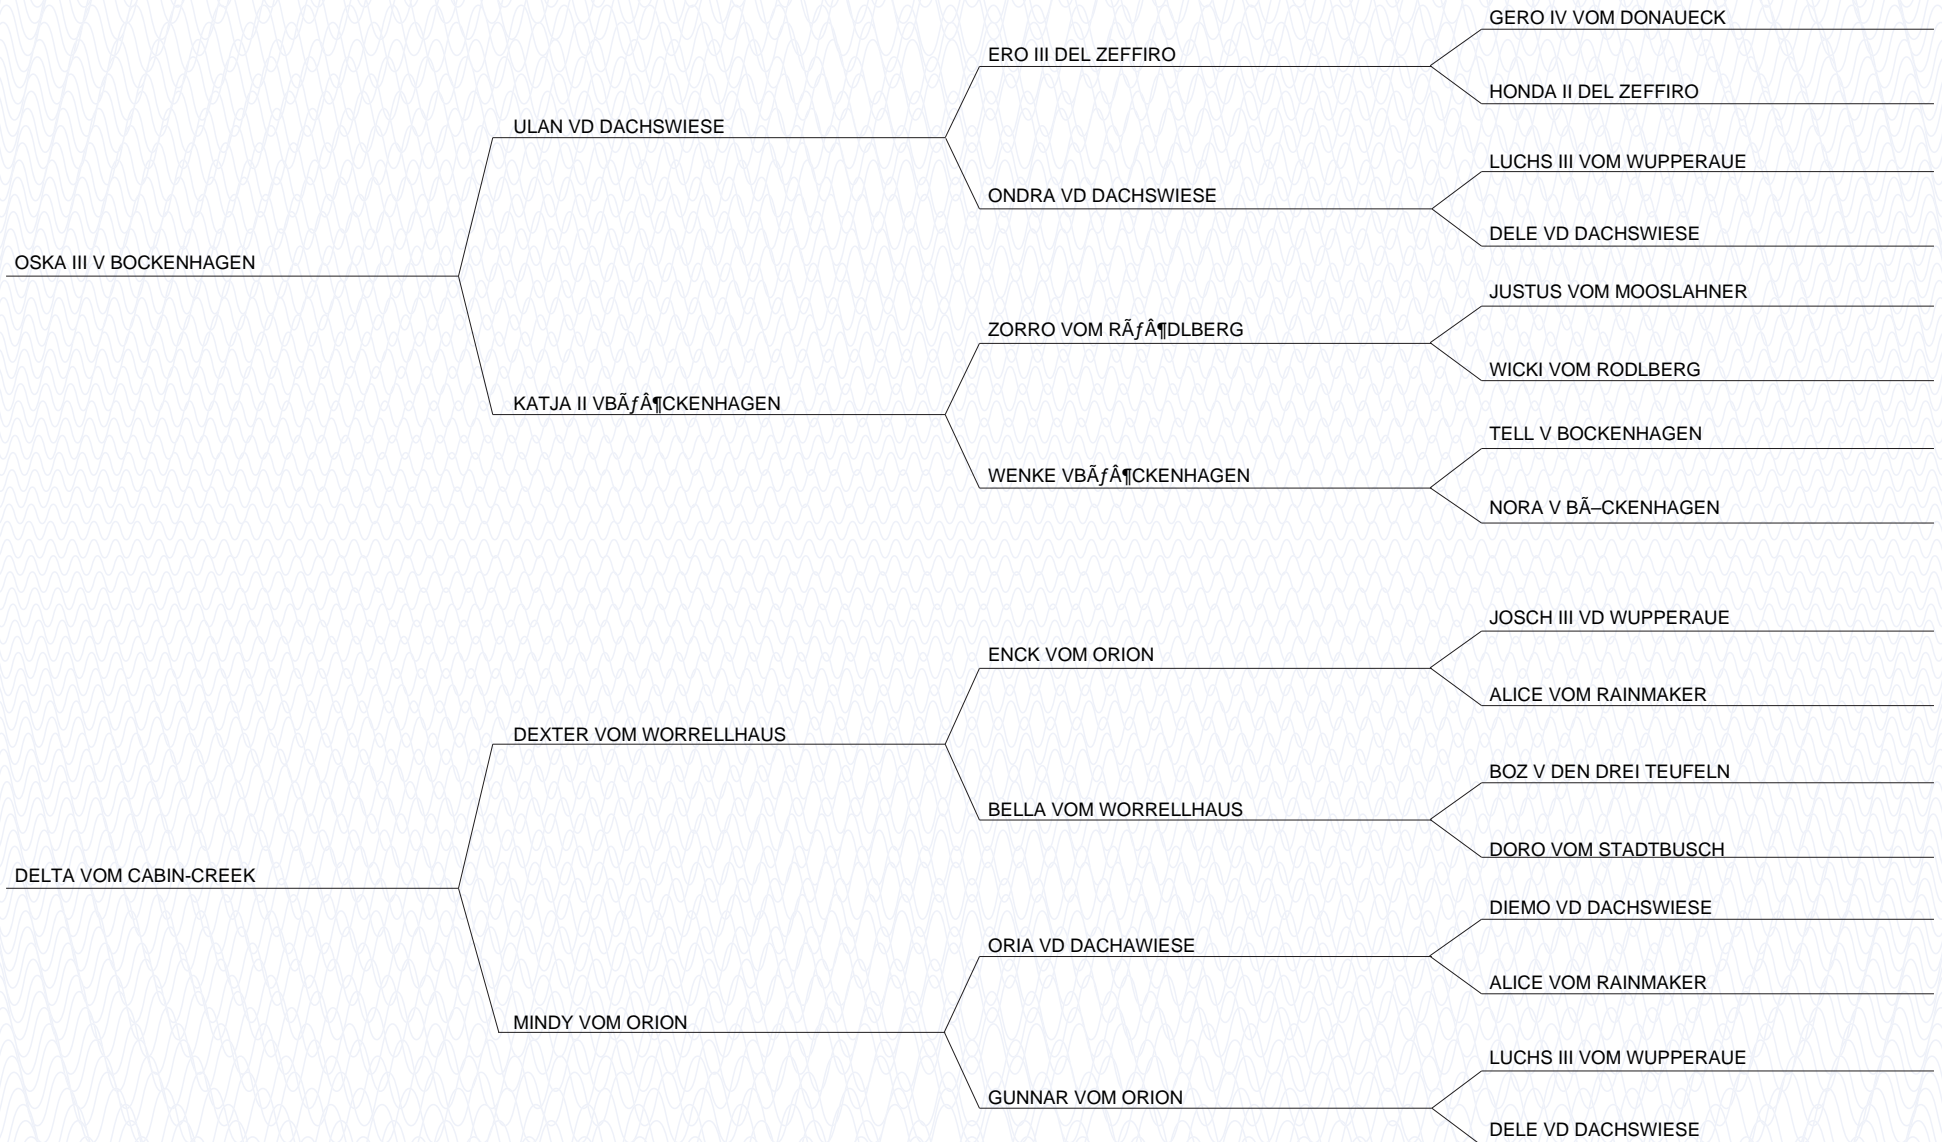 GERO IV VOM DONAUECK
ERO III DEL ZEFFIRO
HONDA II DEL ZEFFIRO
ULAN VD DACHSWIESE
LUCHS III VOM WUPPERAUE
ONDRA VD DACHSWIESE
DELE VD DACHSWIESE
OSKA III V BOCKENHAGEN
JUSTUS VOM MOOSLAHNER
ZORRO VOM RÃƒÂ¶DLBERG
WICKI VOM RODLBERG
KATJA II VBÃƒÂ¶CKENHAGEN
TELL V BOCKENHAGEN
WENKE VBÃƒÂ¶CKENHAGEN
NORA V BÃ–CKENHAGEN
JOSCH III VD WUPPERAUE
ENCK VOM ORION
ALICE VOM RAINMAKER
DEXTER VOM WORRELLHAUS
BOZ V DEN DREI TEUFELN
BELLA VOM WORRELLHAUS
DORO VOM STADTBUSCH
DELTA VOM CABIN-CREEK
DIEMO VD DACHSWIESE
ORIA VD DACHAWIESE
ALICE VOM RAINMAKER
MINDY VOM ORION
LUCHS III VOM WUPPERAUE
GUNNAR VOM ORION
DELE VD DACHSWIESE